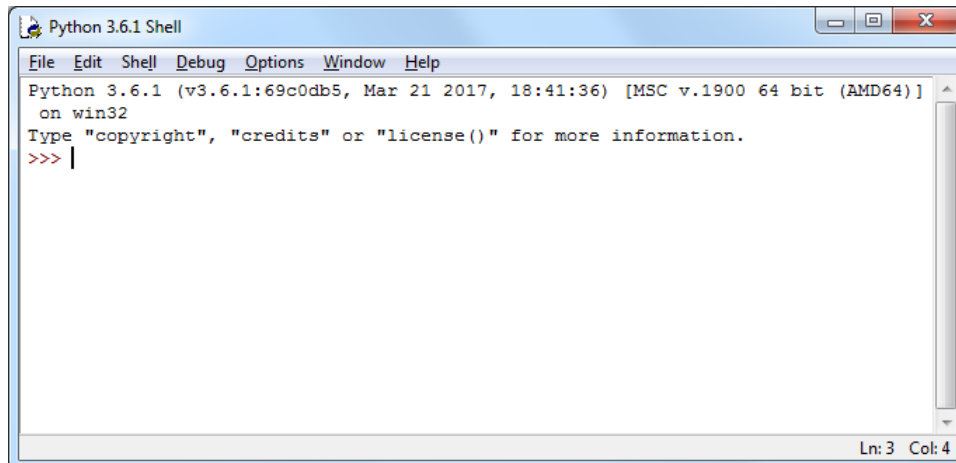 Python 3.6.1 Shell
File Edit Shell Debug Options Window Help
Python 3.6.1 (v3.6.1:69c0db5, Mar 21 2017, 18:41:36) [MSC v.1900 64 bit (AMD64)]
on win32
Type "copyright", "credits" or "license()" for more information.
>>>
Ln: 3 Col: 4